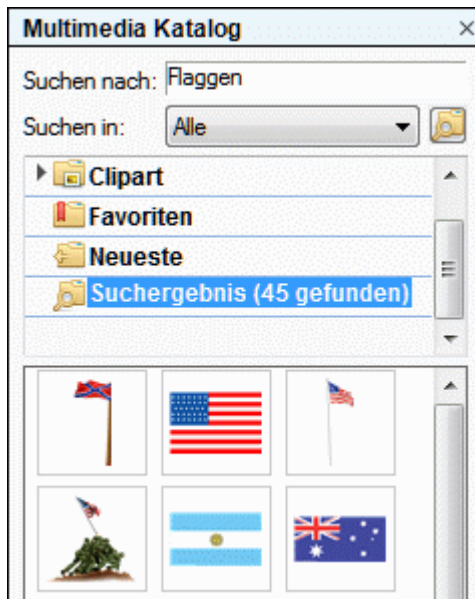 Multimedia Katalog
Suchen nach: Flaggen
Suchen in: Alle
Clipart
Favoriten
Neueste
Suchergebnis (45 gefunden)